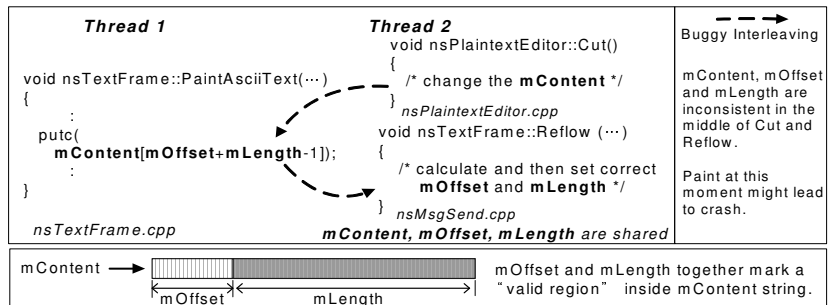 Thread 1
void nsTextFrame::PaintAsciiText(···)
{
:
putc(
mContent[mOffset+mLength-1]);
:
}
nsTextFrame.cpp
Thread 2
void nsPlaintextEditor::Cut()
{
/* change the mContent */
}
nsPlaintextEditor.cpp
void nsTextFrame::Reflow (···)
{
/* calculate and then set correct
mOffset and mLength */
}
nsMsgSend.cpp
mContent, mOffset, mLength are shared
Buggy Interleaving
mContent, mOffset
and mLength are
inconsistent in the
middle of Cut and
Reflow.
Paint at this
moment might lead
to crash.
mContent
mOffset
mLength
mOffset and mLength together mark a
“valid region” inside mContent string.